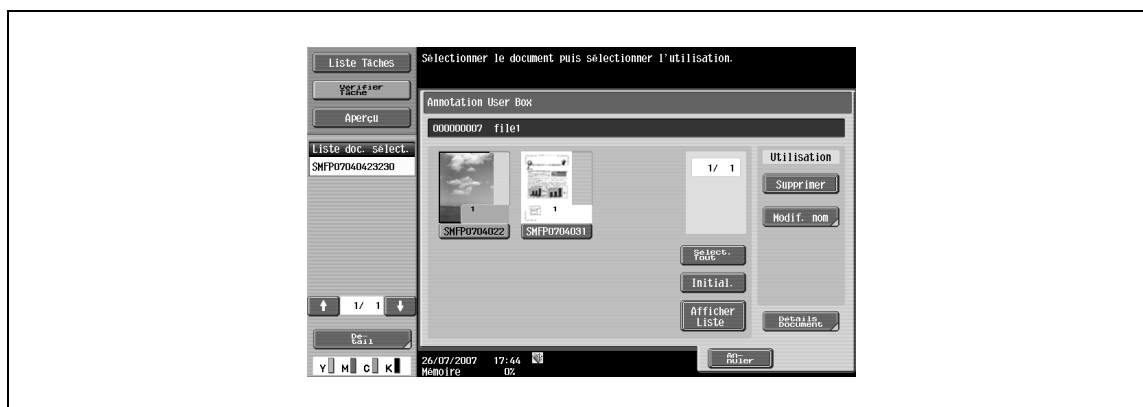 Liste Tâches
Vérifier
Tâche
Aperçu
Liste doc. sélect.
SMFP07040423230
1/ 1
Dé-
tail
Y M C K
Sélectionner le document puis sélectionner l'utilisation.
Annotation User Box
000000007 file1
1
SMFP0704022
1
SMFP0704031
1/ 1
Sélect.
Tout
Initial.
Afficher
Liste
Utilisation
Supprimer
Modif. nom
Détails
Document
An-
nuler
26/07/2007 17:44
Mémoire 0%